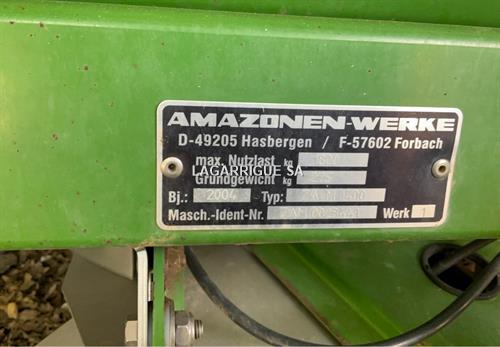 AMAZONEN-WERKE
D-49205 Hasbergen / F-57602 Forbach
max. Nutzlast kg
LAGARRIGUE SA
Grundgewicht kg
Bj.: 2004 Typ:
Masch.-Ident-Nr. Werk 1